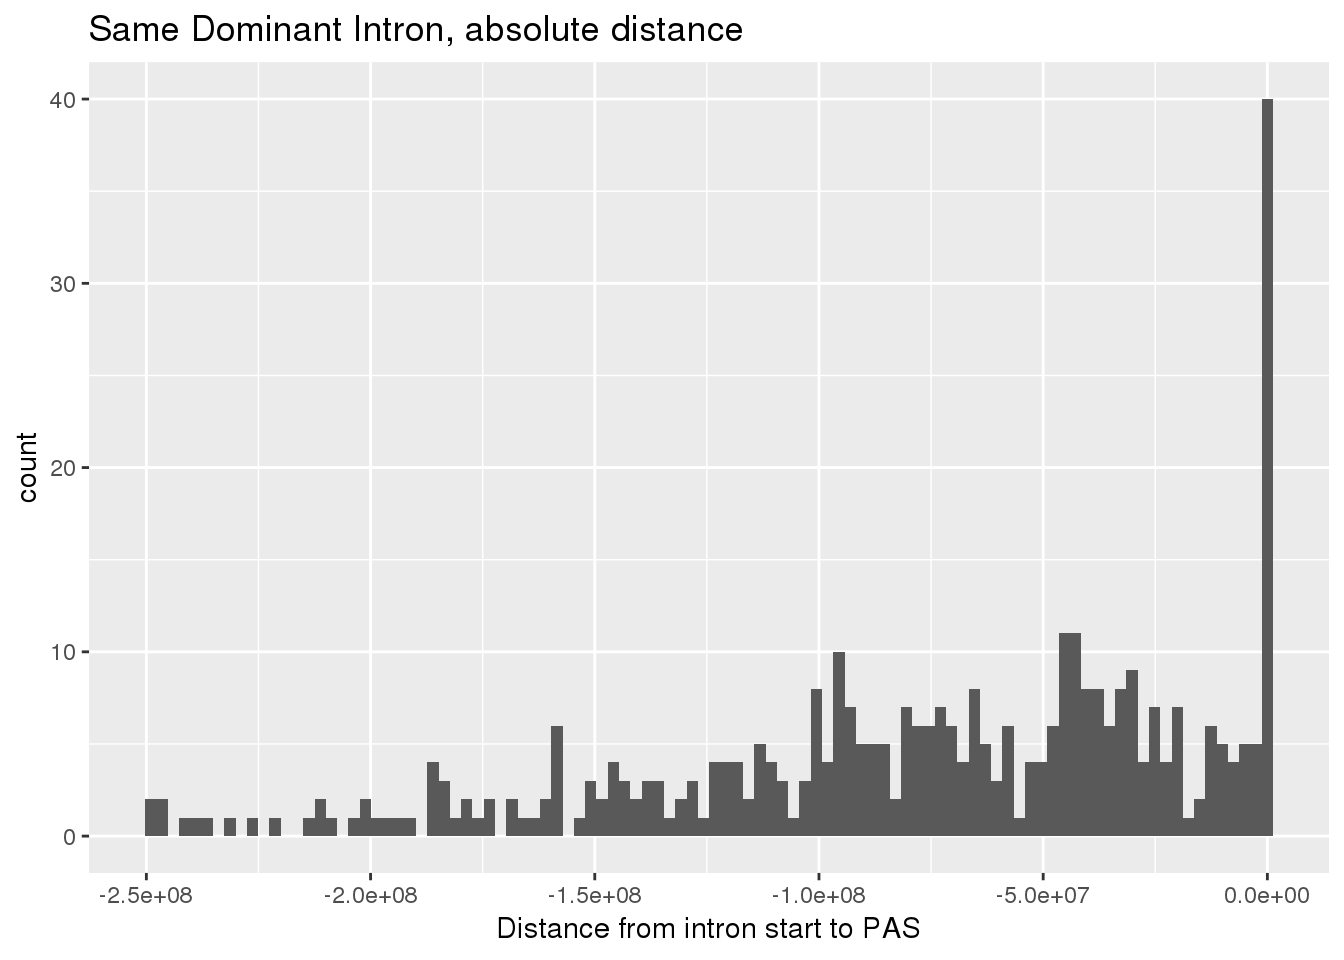 Same Dominant Intron, absolute distance
40
30
20
10
0
count
-2.5e+08
-2.0e+08
-1.5e+08
-1.0e+08
-5.0e+07
0.0e+00
Distance from intron start to PAS